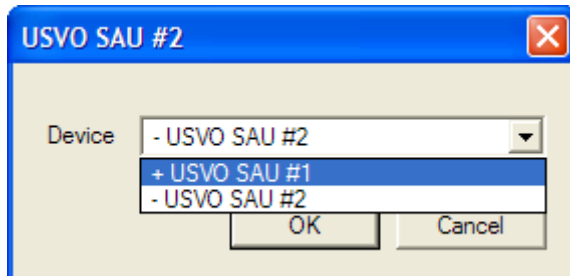 USVO SAU #2
Device - USVO SAU #2
+ USVO SAU #1
- USVO SAU #2
OK Cancel